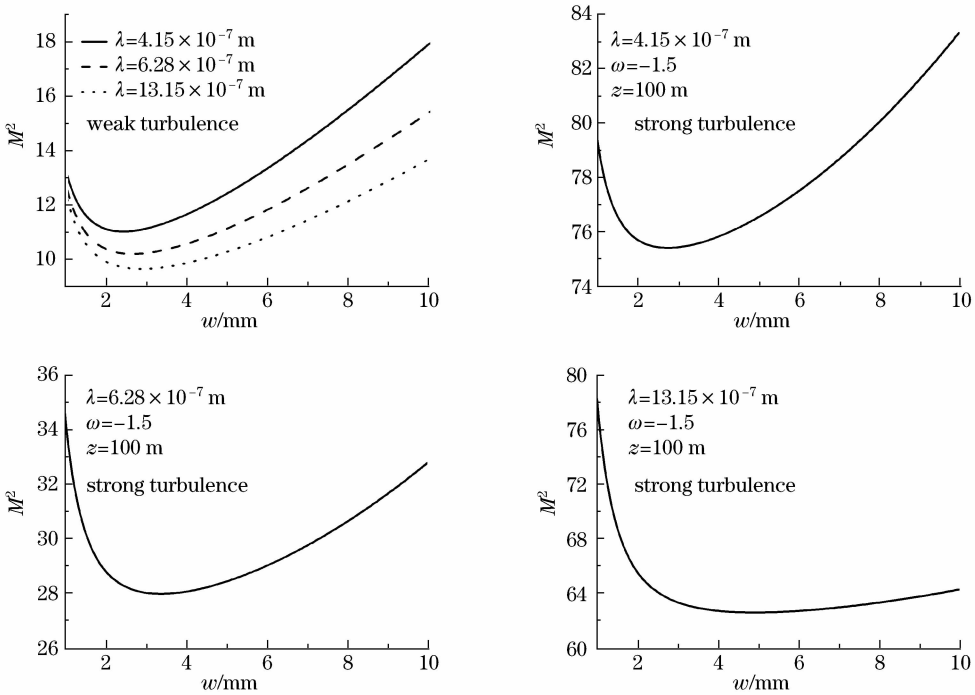 18
16
14
12
10
M²
λ=4.15×10⁻⁷ m
λ=6.28×10⁻⁷ m
λ=13.15×10⁻⁷ m
weak turbulence
2 4 6 8 10
w/mm
84
82
80
78
76
74
M²
λ=4.15×10⁻⁷ m
ω=−1.5
z=100 m
strong turbulence
2 4 6 8 10
w/mm
36
34
32
30
28
26
M²
λ=6.28×10⁻⁷ m
ω=−1.5
z=100 m
strong turbulence
2 4 6 8 10
w/mm
80
76
72
68
64
60
M²
λ=13.15×10⁻⁷ m
ω=−1.5
z=100 m
strong turbulence
2 4 6 8 10
w/mm